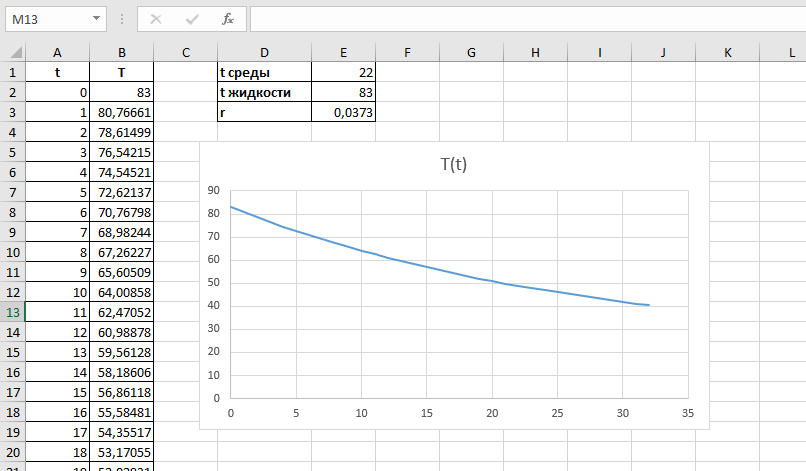 M13 fx
A B C D E F G H I J K L
1 t T t среды 22
2 0 83 t жидкости 83
3 1 80,76661 r 0,0373
4 2 78,61499
5 3 76,54215
6 4 74,54521
7 5 72,62137
8 6 70,76798
9 7 68,98244
10 8 67,26227
11 9 65,60509
12 10 64,00858
13 11 62,47052
14 12 60,98878
15 13 59,56128
16 14 58,18606
17 15 56,86118
18 16 55,58481
19 17 54,35517
20 18 53,17055
T(t)
90
80
70
60
50
40
30
20
10
0
0 5 10 15 20 25 30 35